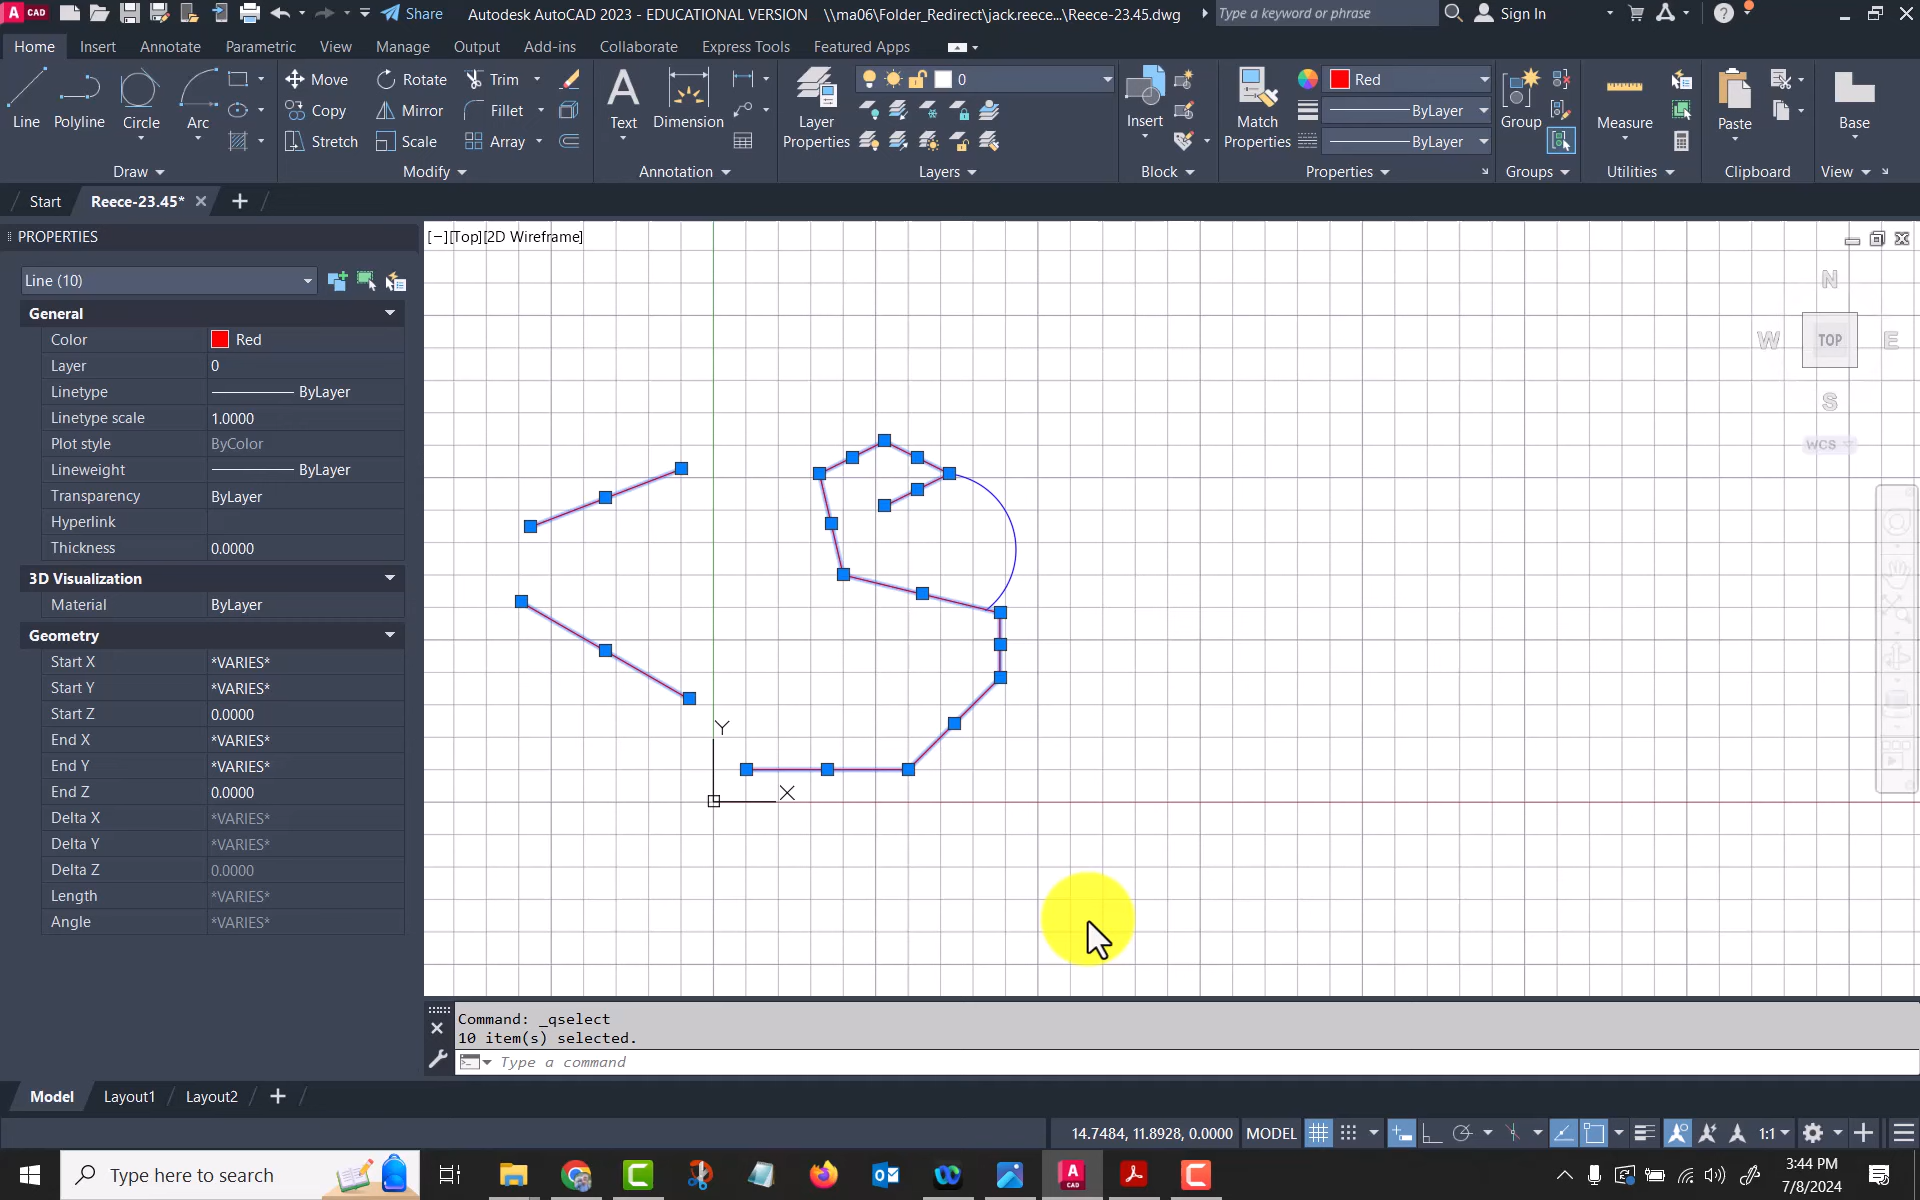 CAD
Share
Autodesk AutoCAD 2023 - EDUCATIONAL VERSION
\\ma06\Folder_Redirect\jack.reece...\Reece-23.45.dwg
Type a keyword or phrase
Sign In
Home
Insert
Annotate
Parametric
View
Manage
Output
Add-ins
Collaborate
Express Tools
Featured Apps
Line
Polyline
Circle
Arc
Draw
Move
Rotate
Trim
Copy
Mirror
Fillet
Stretch
Scale
Array
Modify
Text
Dimension
Annotation
Layer
Properties
0
Layers
Insert
Block
Match
Properties
Red
ByLayer
ByLayer
Properties
Group
Groups
Measure
Utilities
Paste
Clipboard
Base
View
Start
Reece-23.45*
PROPERTIES
Line (10)
General
Color Red
Layer 0
Linetype ByLayer
Linetype scale 1.0000
Plot style ByColor
Lineweight ByLayer
Transparency ByLayer
Hyperlink
Thickness 0.0000
3D Visualization
Material ByLayer
Geometry
Start X *VARIES*
Start Y *VARIES*
Start Z 0.0000
End X *VARIES*
End Y *VARIES*
End Z 0.0000
Delta X *VARIES*
Delta Y *VARIES*
Delta Z 0.0000
Length *VARIES*
Angle *VARIES*
[−][Top][2D Wireframe]
N
W
TOP
E
S
WCS
Y
X
Command: _qselect
10 item(s) selected.
Type a command
Model
Layout1
Layout2
14.7484, 11.8928, 0.0000
MODEL
1:1
Type here to search
3:44 PM
7/8/2024